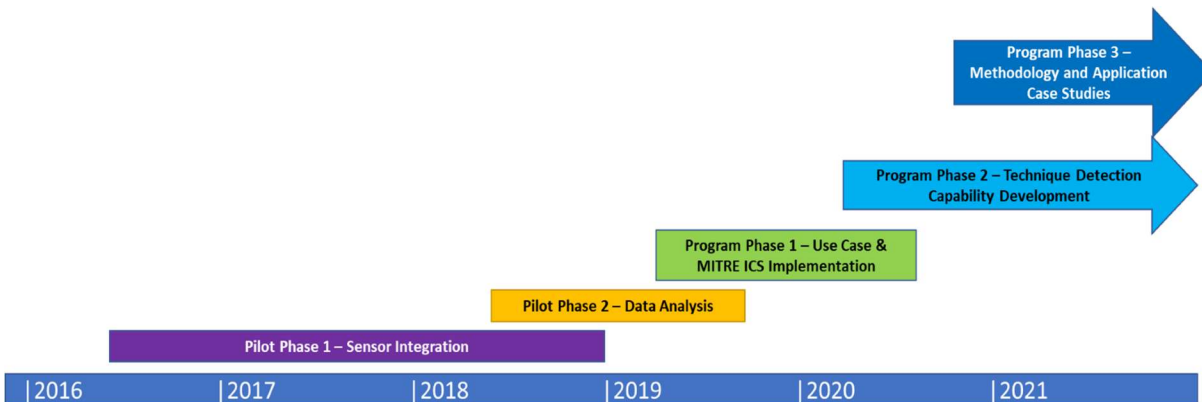 Program Phase 3 –
Methodology and Application
Case Studies
Program Phase 2 – Technique Detection
Capability Development
Program Phase 1 – Use Case &
MITRE ICS Implementation
Pilot Phase 2 – Data Analysis
Pilot Phase 1 – Sensor Integration
|2016 |2017 |2018 |2019 |2020 |2021